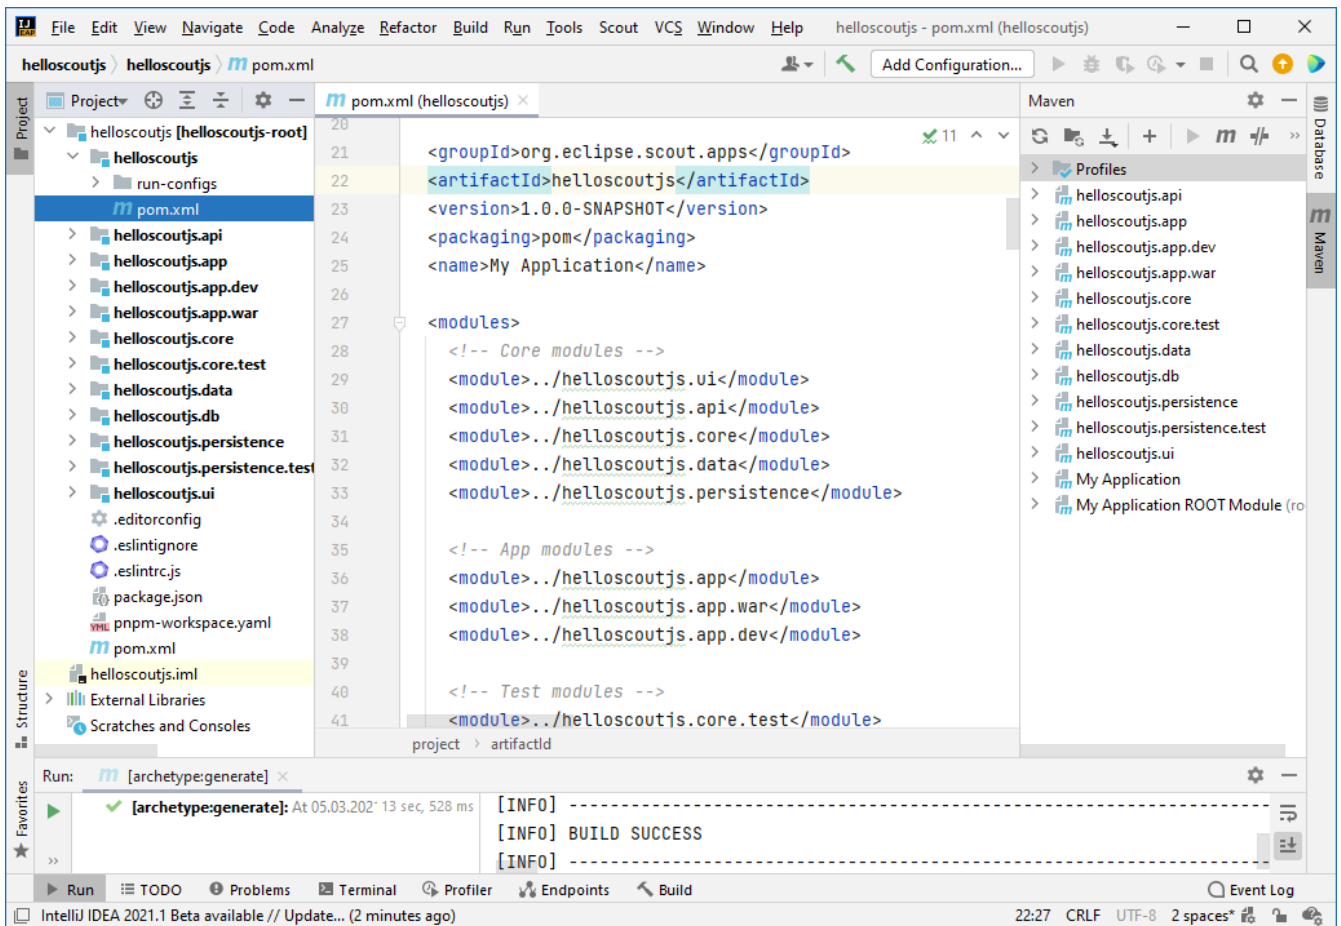 File Edit View Navigate Code Analyze Refactor Build Run Tools Scout VCS Window Help helloscoutjs - pom.xml (helloscoutjs)
helloscoutjs helloscoutjs m pom.xml Add Configuration...
Project m pom.xml (helloscoutjs) Maven
Project
Structure
Favorites
helloscoutjs [helloscoutjs-root]
helloscoutjs
run-configs
m pom.xml
helloscoutjs.api
helloscoutjs.app
helloscoutjs.app.dev
helloscoutjs.app.war
helloscoutjs.core
helloscoutjs.core.test
helloscoutjs.data
helloscoutjs.db
helloscoutjs.persistence
helloscoutjs.persistence.test
helloscoutjs.ui
.editorconfig
.eslintignore
.eslintrc.js
package.json
pnpm-workspace.yaml
m pom.xml
helloscoutjs.iml
External Libraries
Scratches and Consoles
20
21 <groupId>org.eclipse.scout.apps</groupId>
22 <artifactId>helloscoutjs</artifactId>
23 <version>1.0.0-SNAPSHOT</version>
24 <packaging>pom</packaging>
25 <name>My Application</name>
26
27 <modules>
28 <!-- Core modules -->
29 <module>../helloscoutjs.ui</module>
30 <module>../helloscoutjs.api</module>
31 <module>../helloscoutjs.core</module>
32 <module>../helloscoutjs.data</module>
33 <module>../helloscoutjs.persistence</module>
34
35 <!-- App modules -->
36 <module>../helloscoutjs.app</module>
37 <module>../helloscoutjs.app.war</module>
38 <module>../helloscoutjs.app.dev</module>
39
40 <!-- Test modules -->
41 <module>../helloscoutjs.core.test</module>
11
project artifactId
Profiles
helloscoutjs.api
helloscoutjs.app
helloscoutjs.app.dev
helloscoutjs.app.war
helloscoutjs.core
helloscoutjs.core.test
helloscoutjs.data
helloscoutjs.db
helloscoutjs.persistence
helloscoutjs.persistence.test
helloscoutjs.ui
My Application
My Application ROOT Module (ro
Database
m Maven
Run: m [archetype:generate]
[archetype:generate]: At 05.03.202 13 sec, 528 ms
[INFO] ------------------------------------------------------------------------
[INFO] BUILD SUCCESS
[INFO] ------------------------------------------------------------------------
Run TODO Problems Terminal Profiler Endpoints Build Event Log
IntelliJ IDEA 2021.1 Beta available // Update... (2 minutes ago) 22:27 CRLF UTF-8 2 spaces*